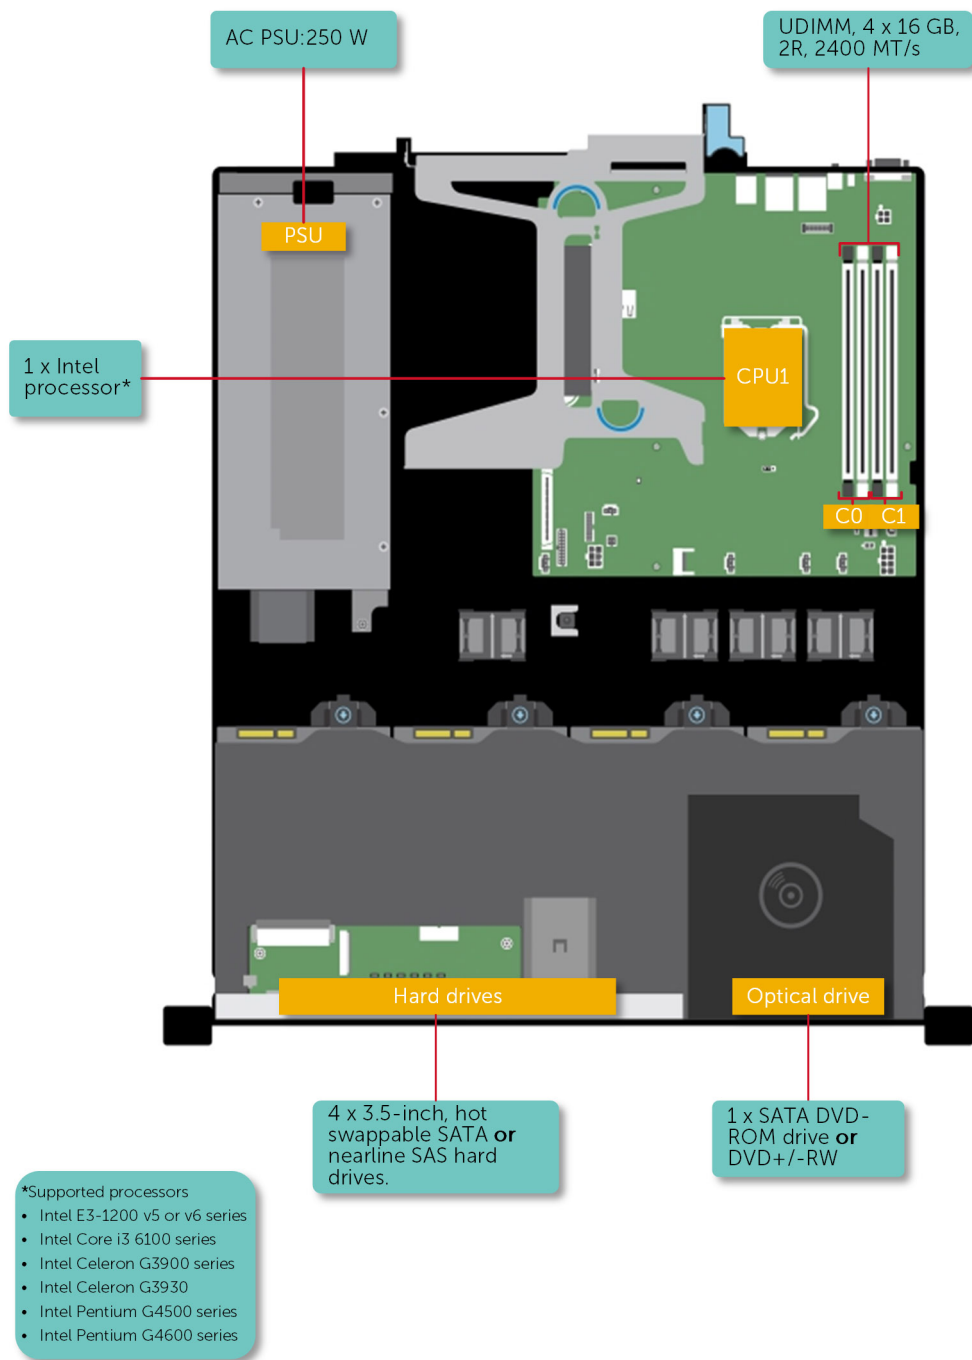 AC PSU:250 W
UDIMM, 4 x 16 GB,
2R, 2400 MT/s
PSU
1 x Intel
processor*
CPU1
C0 C1
Hard drives
Optical drive
4 x 3.5-inch, hot
swappable SATA or
nearline SAS hard
drives.
1 x SATA DVD-
ROM drive or
DVD+/-RW
*Supported processors
• Intel E3-1200 v5 or v6 series
• Intel Core i3 6100 series
• Intel Celeron G3900 series
• Intel Celeron G3930
• Intel Pentium G4500 series
• Intel Pentium G4600 series